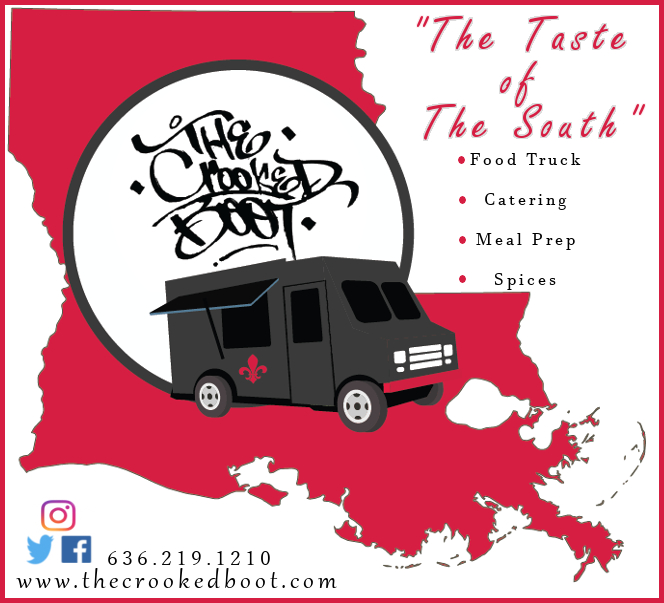 "The Taste
of
The South"
THE
CROOKED
BOOT
• Food Truck
• Catering
• Meal Prep
• Spices
636.219.1210
www.thecrookedboot.com